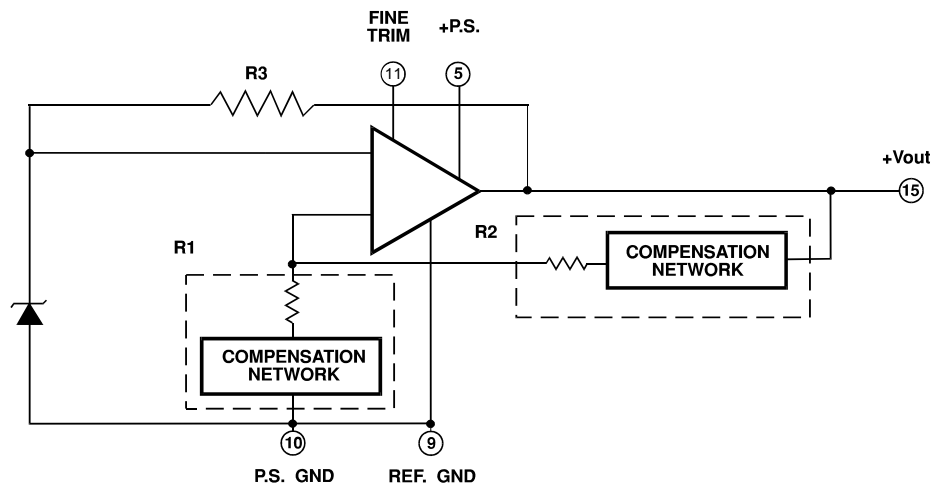 FINE
TRIM
+P.S.
11
5
R3
+Vout
15
R2
R1
COMPENSATION
NETWORK
COMPENSATION
NETWORK
10
9
P.S. GND
REF. GND